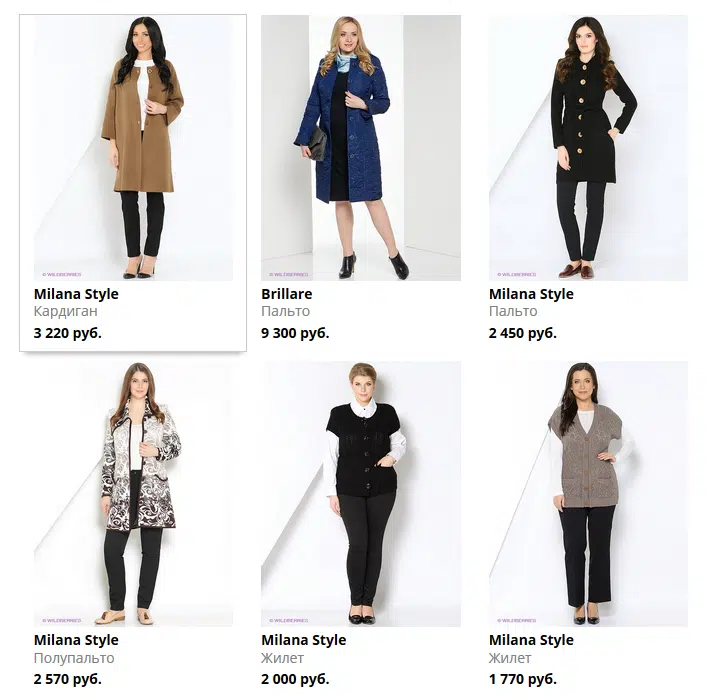 © WILDBERRIES
© WILDBERRIES
© WILDBERRIES
Milana Style
Кардиган
3 220 руб.
Brillare
Пальто
9 300 руб.
Milana Style
Пальто
2 450 руб.
© WILDBERRIES
© WILDBERRIES
© WILDBERRIES
Milana Style
Полупальто
2 570 руб.
Milana Style
Жилет
2 000 руб.
Milana Style
Жилет
1 770 руб.